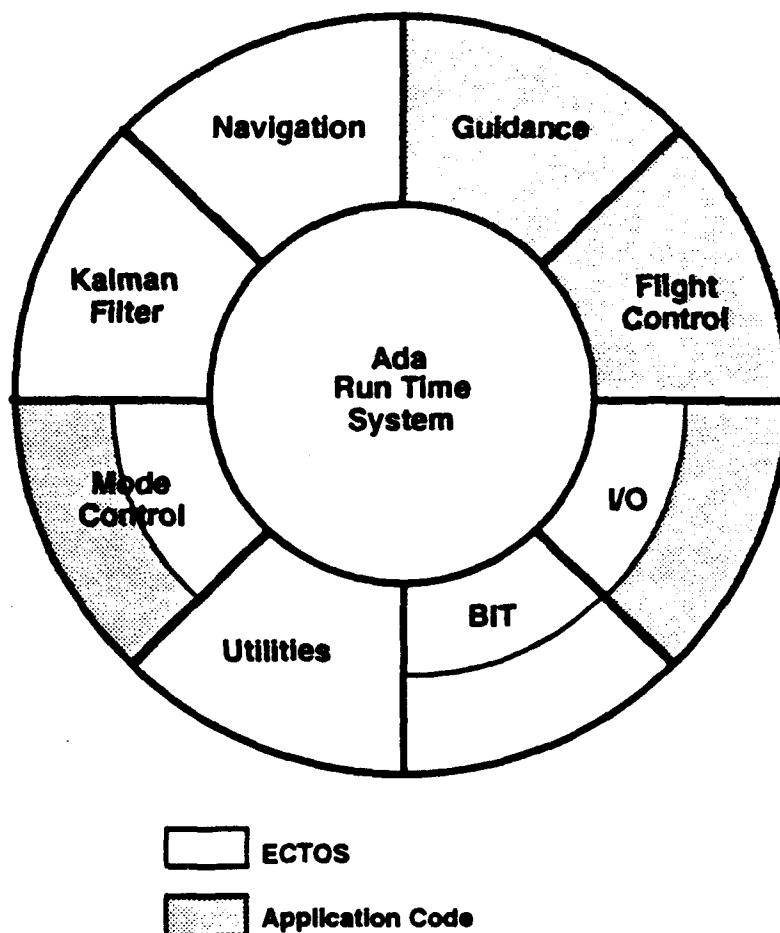 Navigation
Guidance
Kalman
Filter
Flight
Control
Ada
Run Time
System
Mode
Control
I/O
Utilities
BIT
ECTOS
Application Code